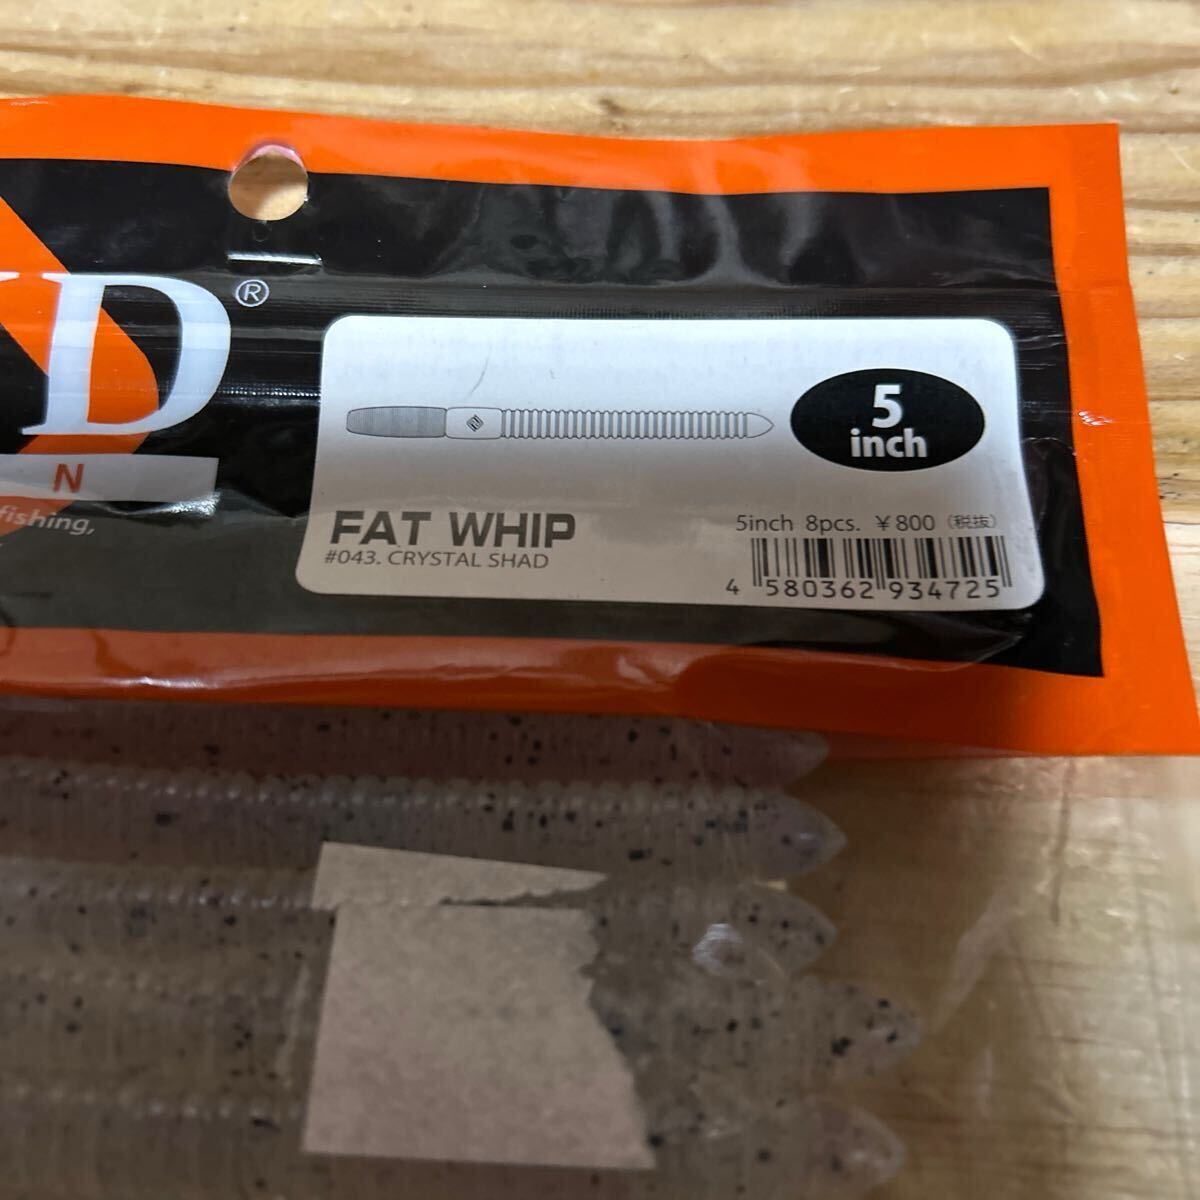 D®
N
fishing,
5
inch
FAT WHIP
#043. CRYSTAL SHAD
5inch 8pcs. ￥800（税抜）
4 580362 934725